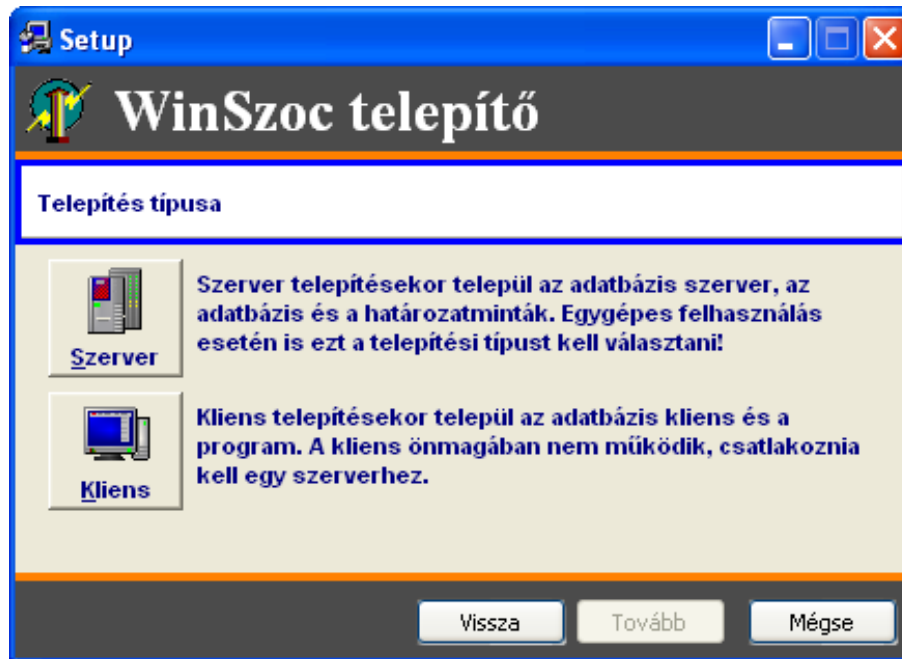 Setup
WinSzoc telepítő
Telepítés típusa
Szerver telepítésekor települ az adatbázis szerver, az
adatbázis és a határozatminták. Egygépes felhasználás
esetén is ezt a telepítési típust kell választani!
Szerver
Kliens telepítésekor települ az adatbázis kliens és a
program. A kliens önmagában nem működik, csatlakoznia
kell egy szerverhez.
Kliens
Vissza
Tovább
Mégse